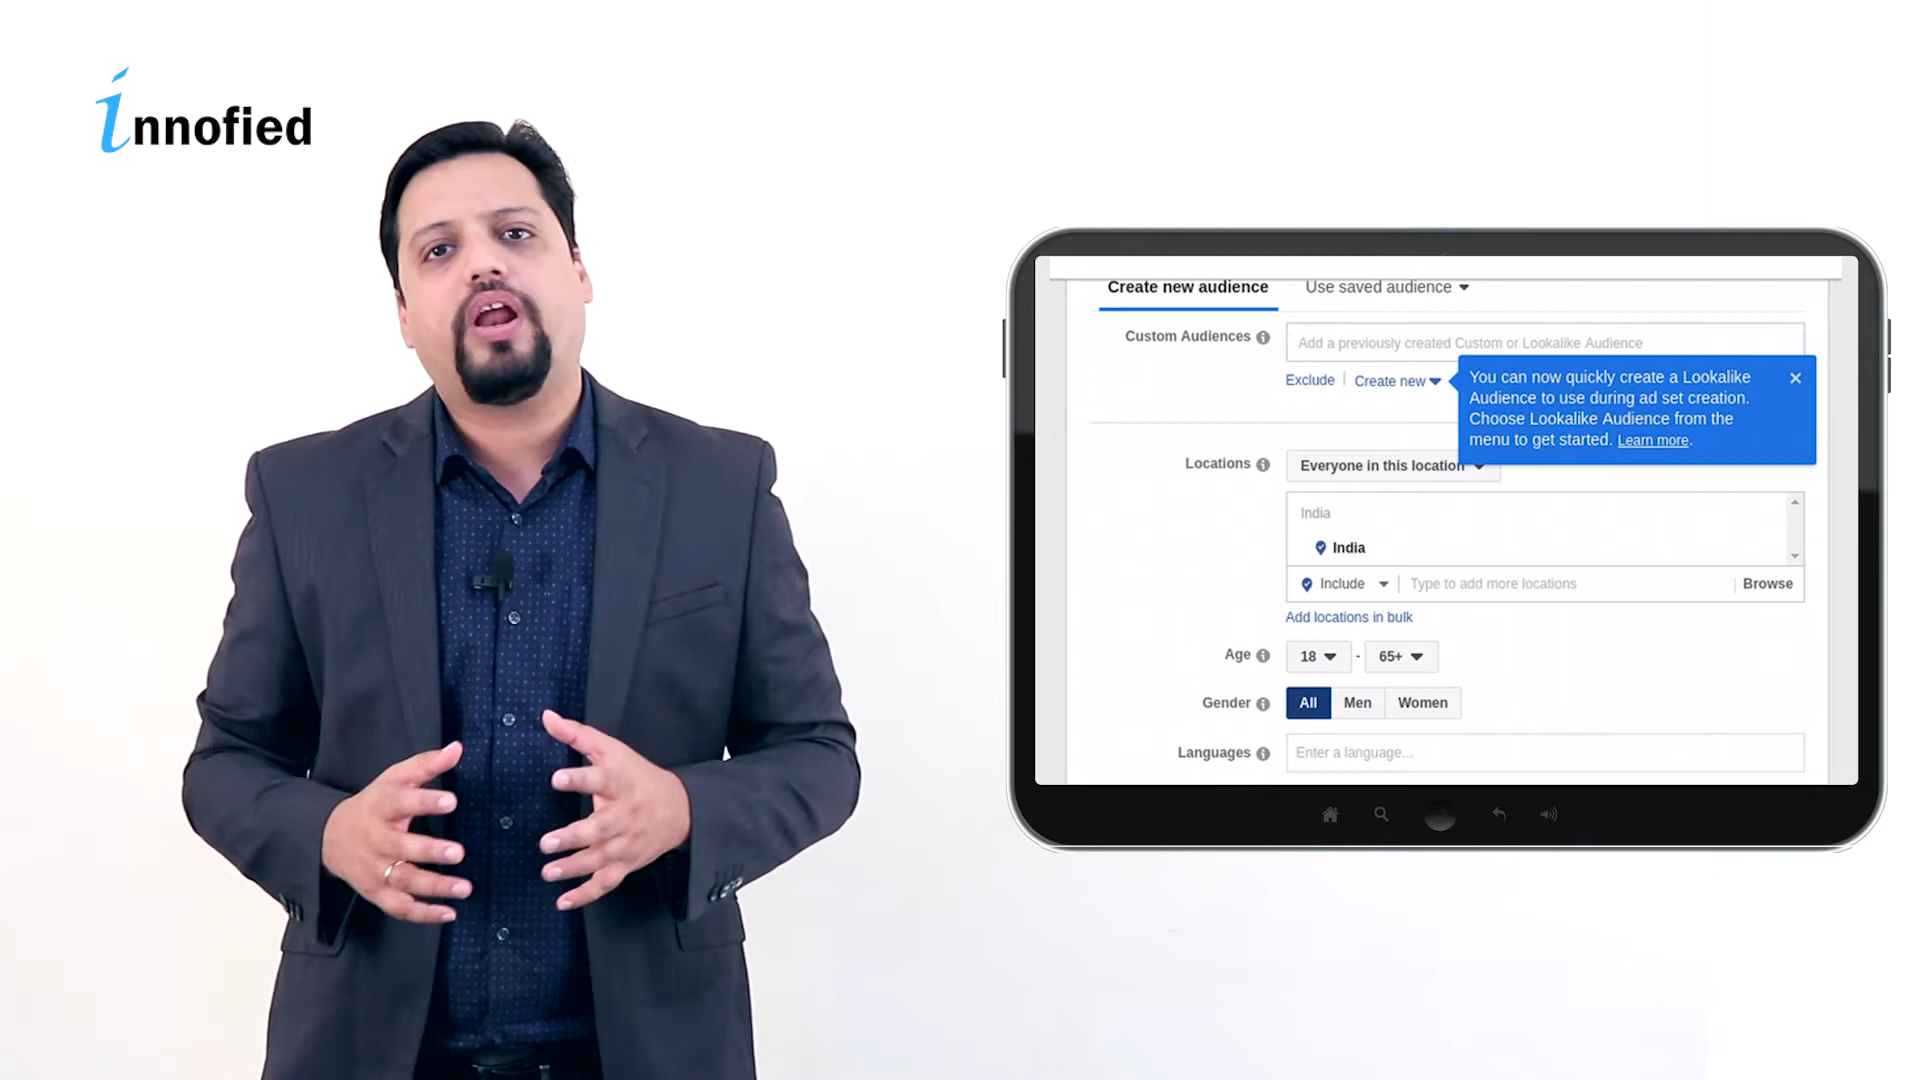 innofied
Create new audience Use saved audience
Custom Audiences Add a previously created Custom or Lookalike Audience
Exclude Create new
You can now quickly create a Lookalike
Audience to use during ad set creation.
Choose Lookalike Audience from the
menu to get started. Learn more.
Locations Everyone in this location
India
India
Include Type to add more locations Browse
Add locations in bulk
Age 18 - 65+
Gender All Men Women
Languages Enter a language...